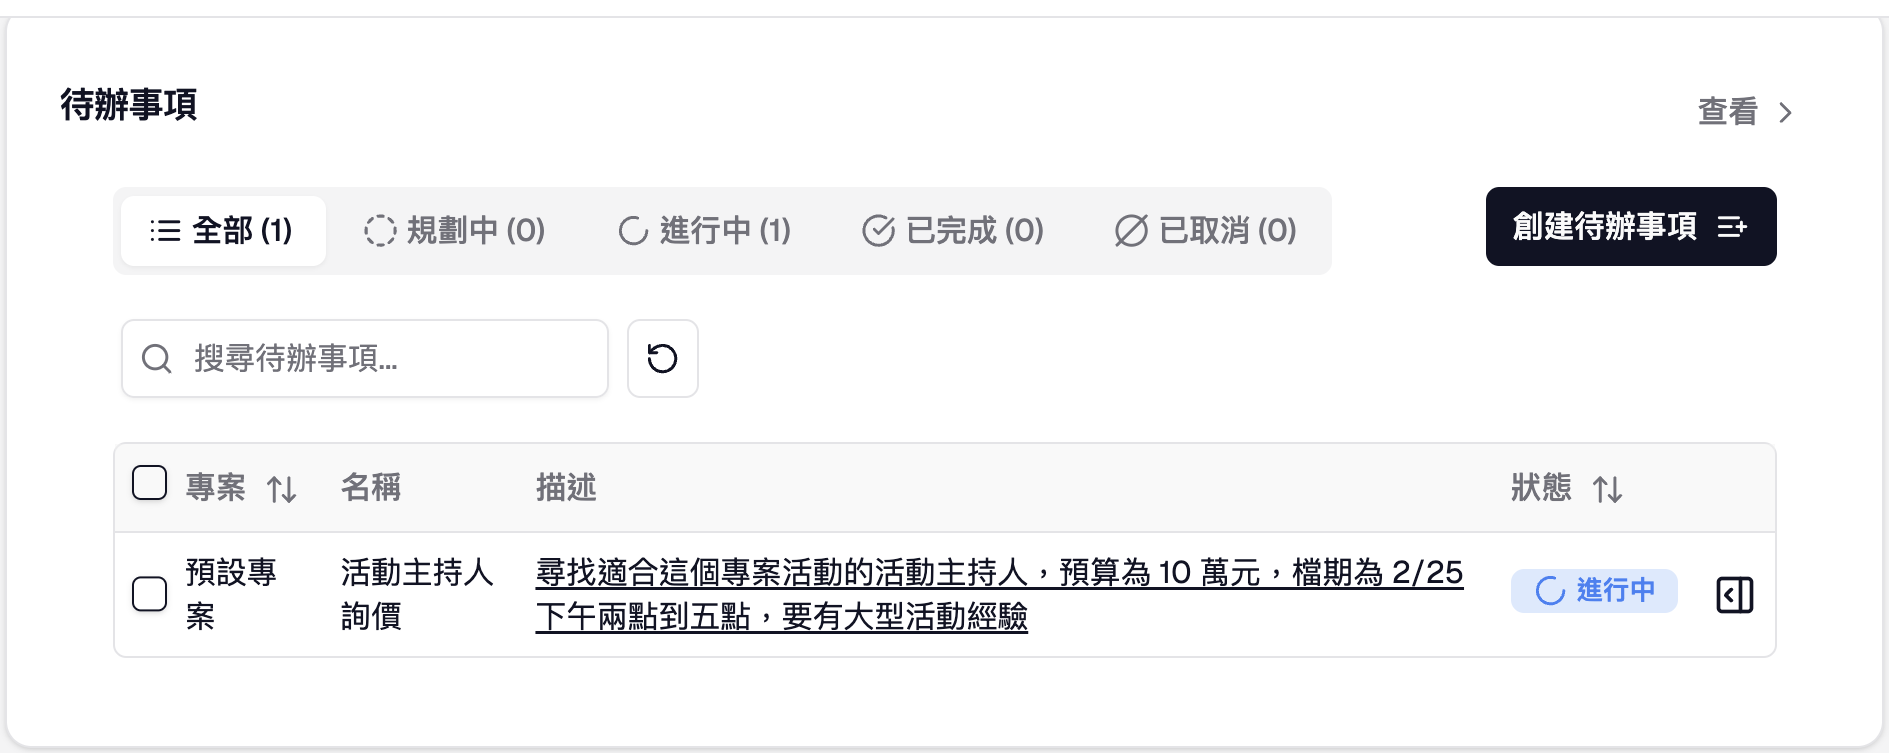 待辦事項
查看
全部 (1) 規劃中 (0) 進行中 (1) 已完成 (0) 已取消 (0)
創建待辦事項
搜尋待辦事項...
專案 名稱 描述 狀態
預設專案
活動主持人
詢價
尋找適合這個專案活動的活動主持人，預算為 10 萬元，檔期為 2/25
下午兩點到五點，要有大型活動經驗
進行中